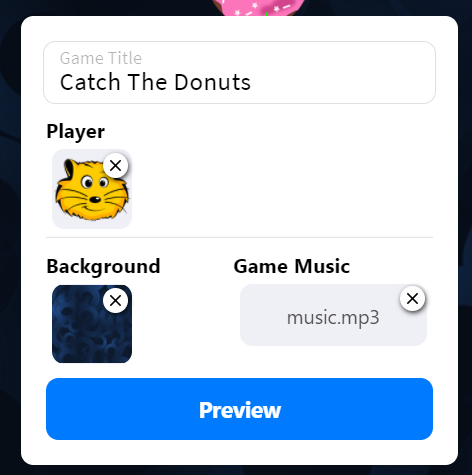 Game Title
Catch The Donuts
Player
Background
Game Music
music.mp3
Preview